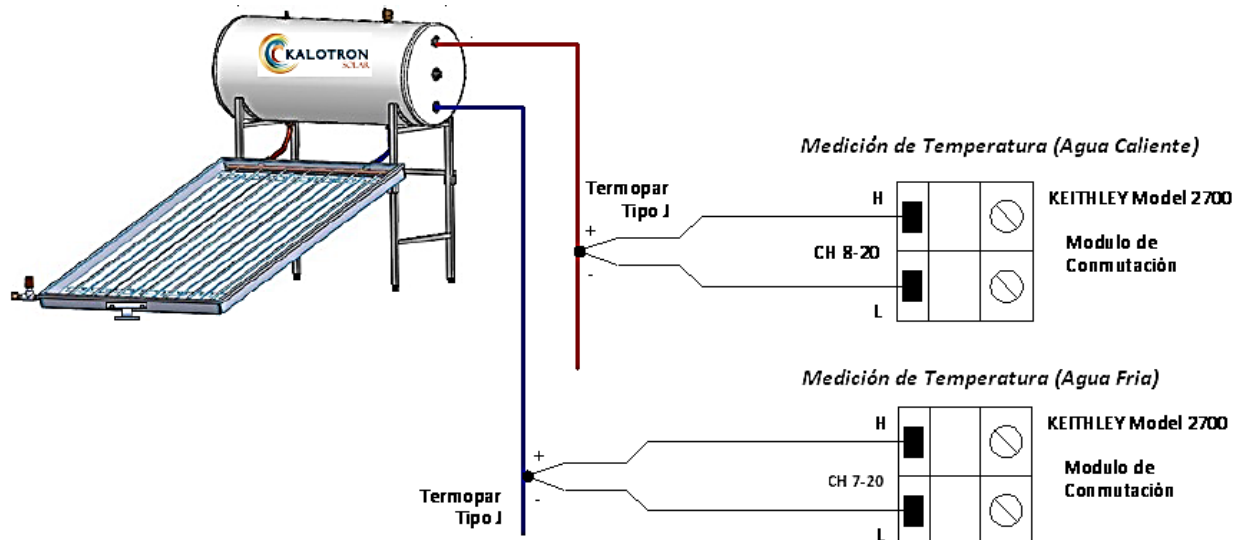 KALOTRON
SOLAR
Medición de Temperatura (Agua Caliente)
Termopar
Tipo J
+
-
H
CH 8-20
L
KEITHLEY Model 2700
Modulo de
Conmutación
Medición de Temperatura (Agua Fria)
Termopar
Tipo J
+
-
H
CH 7-20
L
KEITHLEY Model 2700
Modulo de
Conmutación